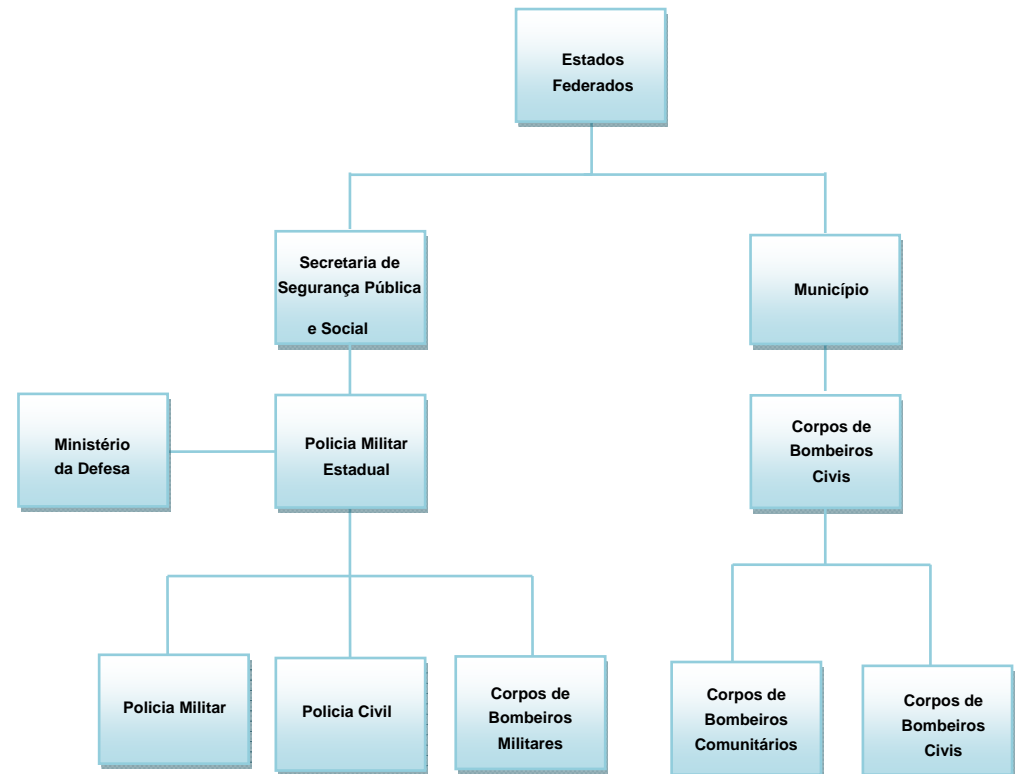 Estados
Federados
Secretaria de
Segurança Pública
e Social
Município
Ministério
da Defesa
Policia Militar
Estadual
Corpos de
Bombeiros
Civis
Policia Militar
Policia Civil
Corpos de
Bombeiros
Militares
Corpos de
Bombeiros
Comunitários
Corpos de
Bombeiros
Civis